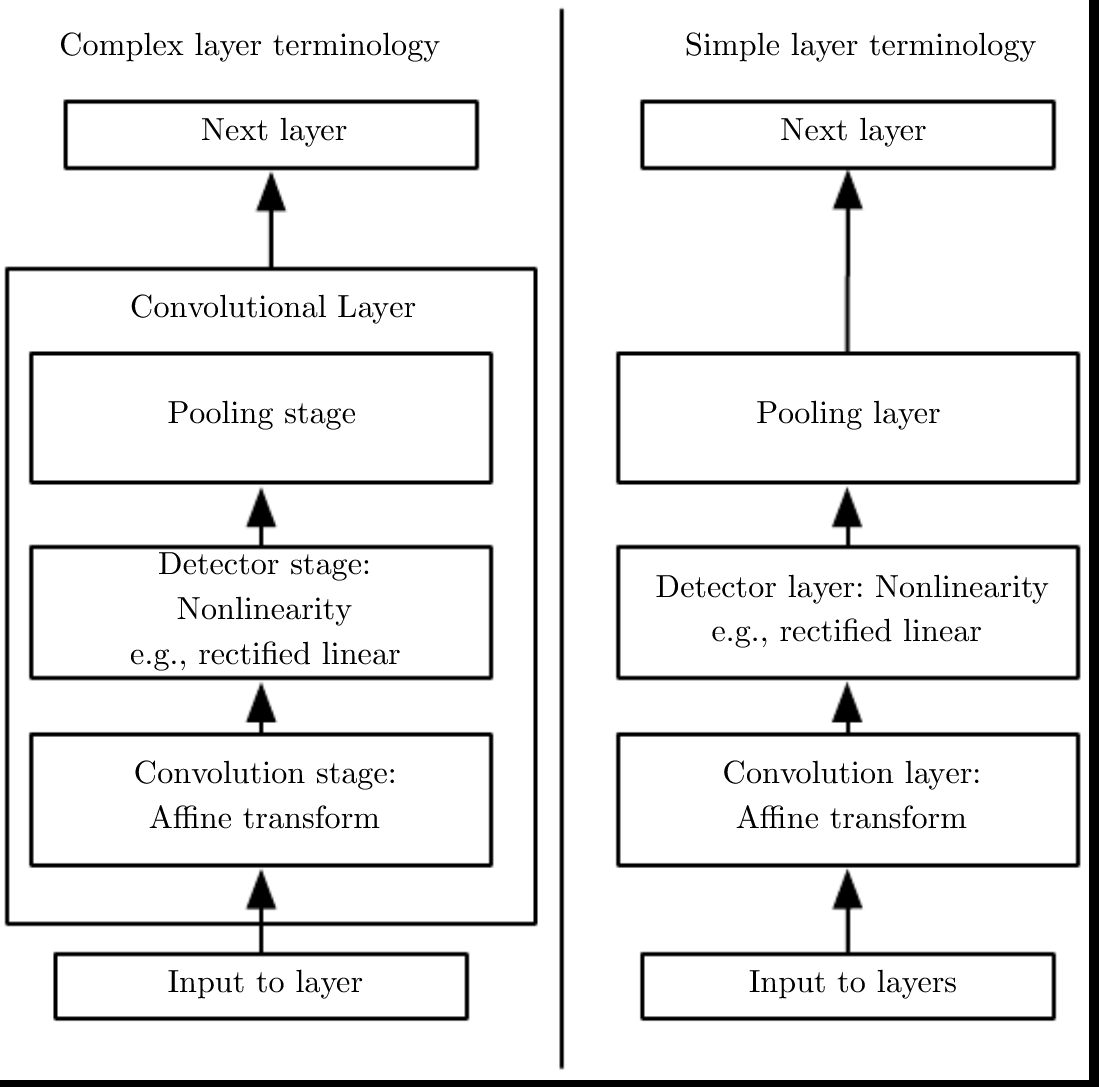 Complex layer terminology
Next layer
Convolutional Layer
Pooling stage
Detector stage:
Nonlinearity
e.g., rectified linear
Convolution stage:
Affine transform
Input to layer
Simple layer terminology
Next layer
Pooling layer
Detector layer: Nonlinearity
e.g., rectified linear
Convolution layer:
Affine transform
Input to layers